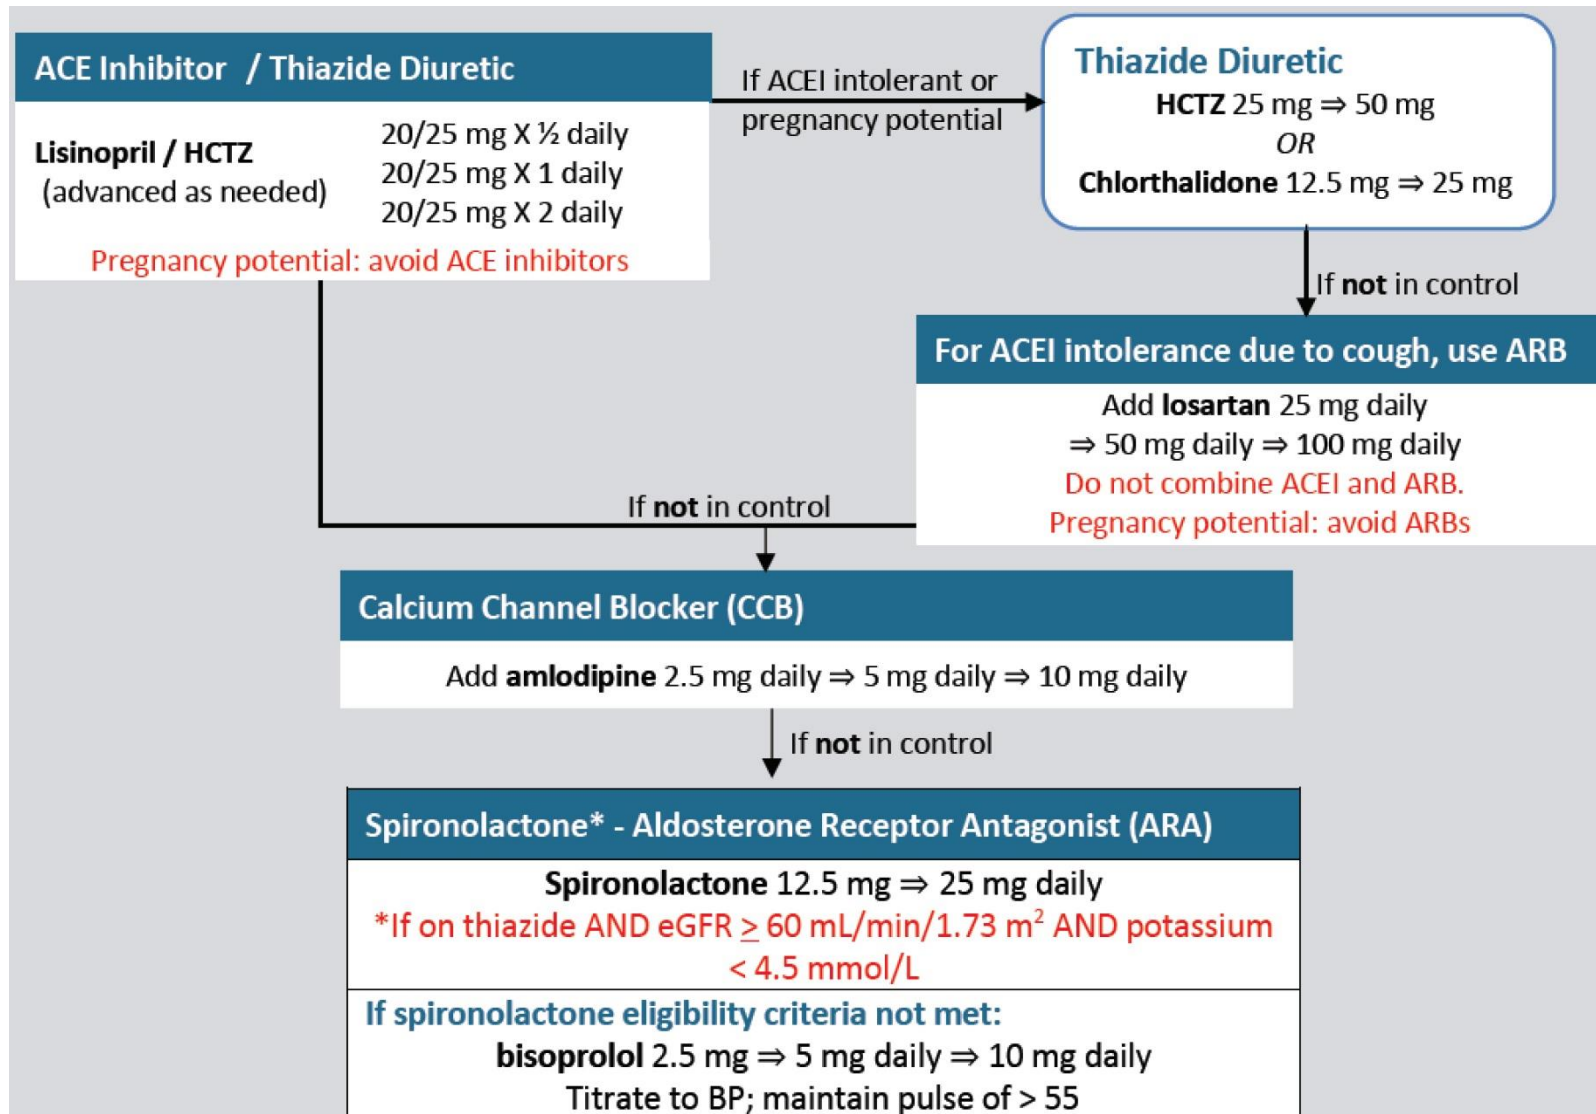 ACE Inhibitor / Thiazide Diuretic
Lisinopril / HCTZ
(advanced as needed)
20/25 mg X ½ daily
20/25 mg X 1 daily
20/25 mg X 2 daily
Pregnancy potential: avoid ACE inhibitors
If ACEI intolerant or
pregnancy potential
Thiazide Diuretic
HCTZ 25 mg ⇒ 50 mg
OR
Chlorthalidone 12.5 mg ⇒ 25 mg
If not in control
For ACEI intolerance due to cough, use ARB
Add losartan 25 mg daily
⇒ 50 mg daily ⇒ 100 mg daily
Do not combine ACEI and ARB.
Pregnancy potential: avoid ARBs
If not in control
Calcium Channel Blocker (CCB)
Add amlodipine 2.5 mg daily ⇒ 5 mg daily ⇒ 10 mg daily
If not in control
Spironolactone* - Aldosterone Receptor Antagonist (ARA)
Spironolactone 12.5 mg ⇒ 25 mg daily
*If on thiazide AND eGFR ≥ 60 mL/min/1.73 m² AND potassium
< 4.5 mmol/L
If spironolactone eligibility criteria not met:
bisoprolol 2.5 mg ⇒ 5 mg daily ⇒ 10 mg daily
Titrate to BP; maintain pulse of > 55